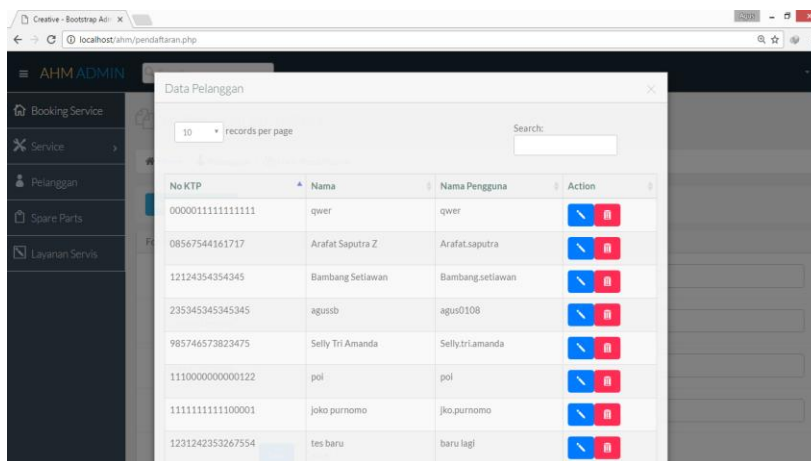 Creative - Bootstrap Adm
Agus
localhost/ahm/pendaftaran.php
AHM ADMIN
Data Pelanggan
Booking Service
Service
Pelanggan
Spare Parts
Layanan Servis
10 records per page
Search:
No KTP Nama Nama Pengguna Action
0000011111111111 qwer qwer
08567544161717 Arafat Saputra Z Arafat.saputra
12124354354345 Bambang Setiawan Bambang.setiawan
235345345345345 agussb agus0108
985746573823475 Selly Tri Amanda Selly.tri.amanda
1110000000000122 poi poi
1111111111100001 joko purnomo jko.purnomo
1231242353267554 tes baru baru lagi